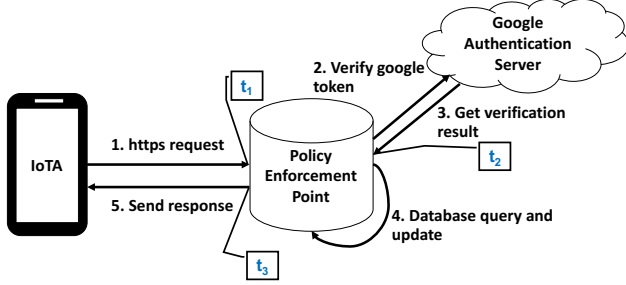 Google
Authentication
Server
2. Verify google
token
t₁
3. Get verification
result
1. https request
IoTA
Policy
Enforcement
Point
t₂
5. Send response
4. Database query and
update
t₃